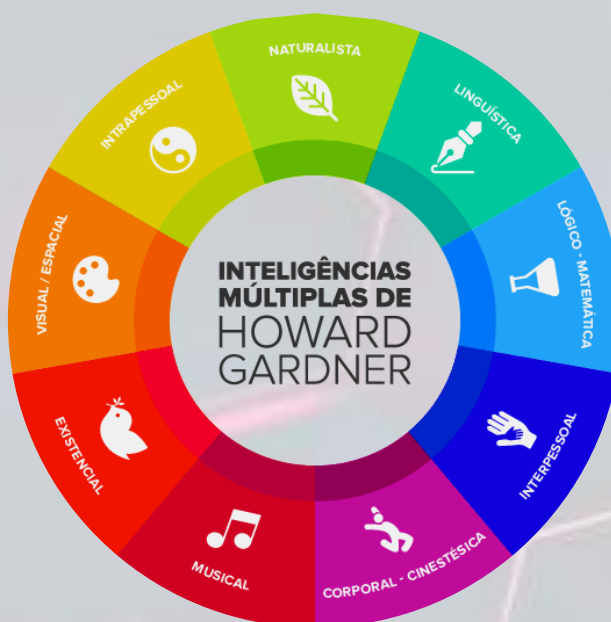 INTELIGÊNCIAS
MÚLTIPLAS DE
HOWARD
GARDNER
NATURALISTA
LINGUÍSTICA
LÓGICO - MATEMÁTICA
INTERPESSOAL
CORPORAL - CINESTÉSICA
MUSICAL
EXISTENCIAL
VISUAL / ESPACIAL
INTRAPESSOAL